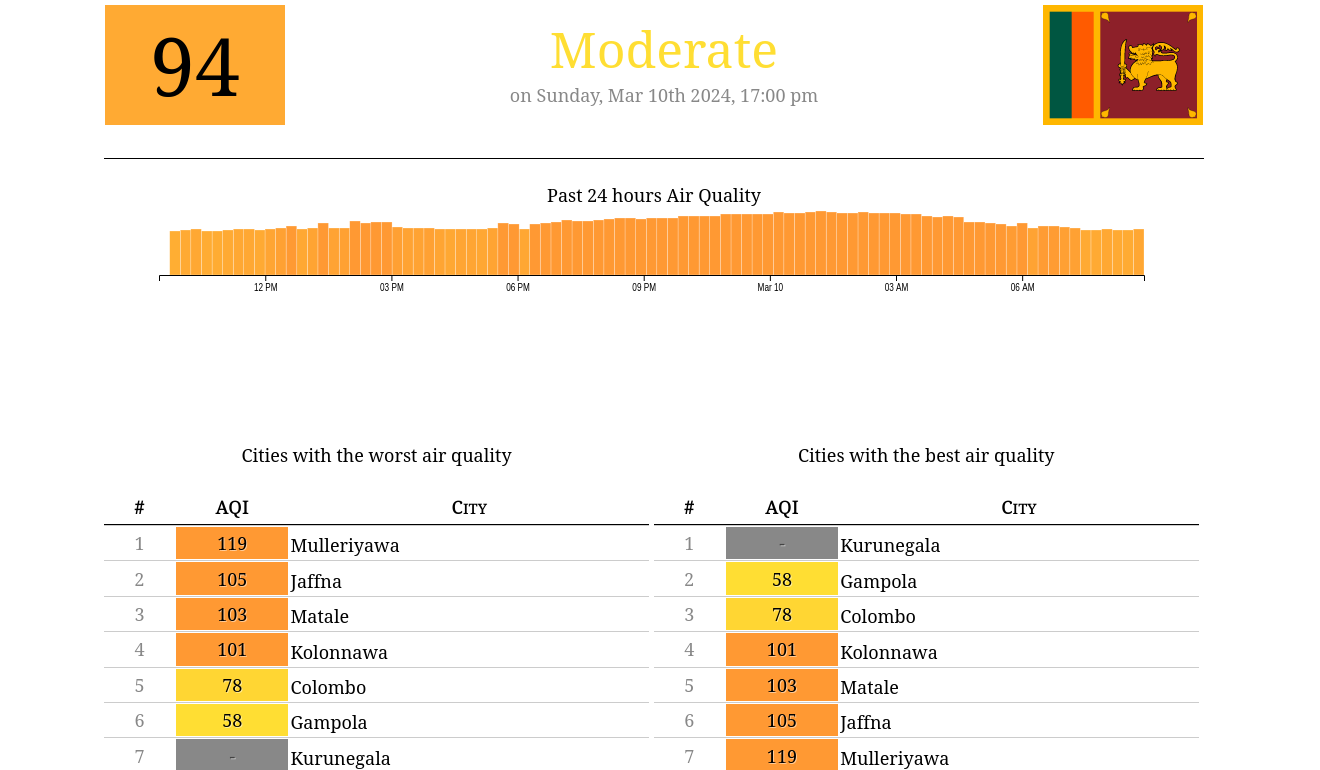 94
Moderate
on Sunday, Mar 10th 2024, 17:00 pm
Past 24 hours Air Quality
12 PM 03 PM 06 PM 09 PM Mar 10 03 AM 06 AM
Cities with the worst air quality
# AQI City
1 119 Mulleriyawa
2 105 Jaffna
3 103 Matale
4 101 Kolonnawa
5 78 Colombo
6 58 Gampola
7 - Kurunegala
Cities with the best air quality
# AQI City
1 - Kurunegala
2 58 Gampola
3 78 Colombo
4 101 Kolonnawa
5 103 Matale
6 105 Jaffna
7 119 Mulleriyawa